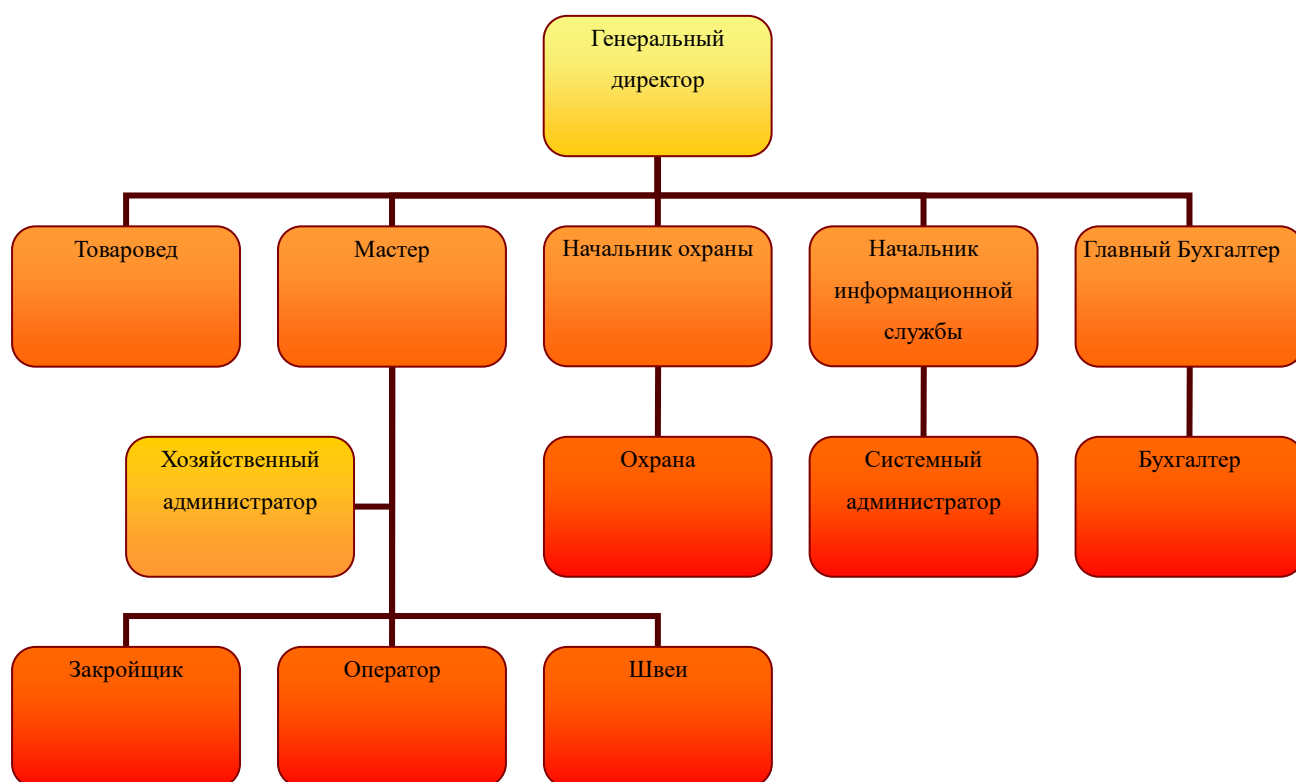 Генеральный
директор
Товаровед
Мастер
Начальник охраны
Начальник
информационной
службы
Главный Бухгалтер
Хозяйственный
администратор
Охрана
Системный
администратор
Бухгалтер
Закройщик
Оператор
Швеи